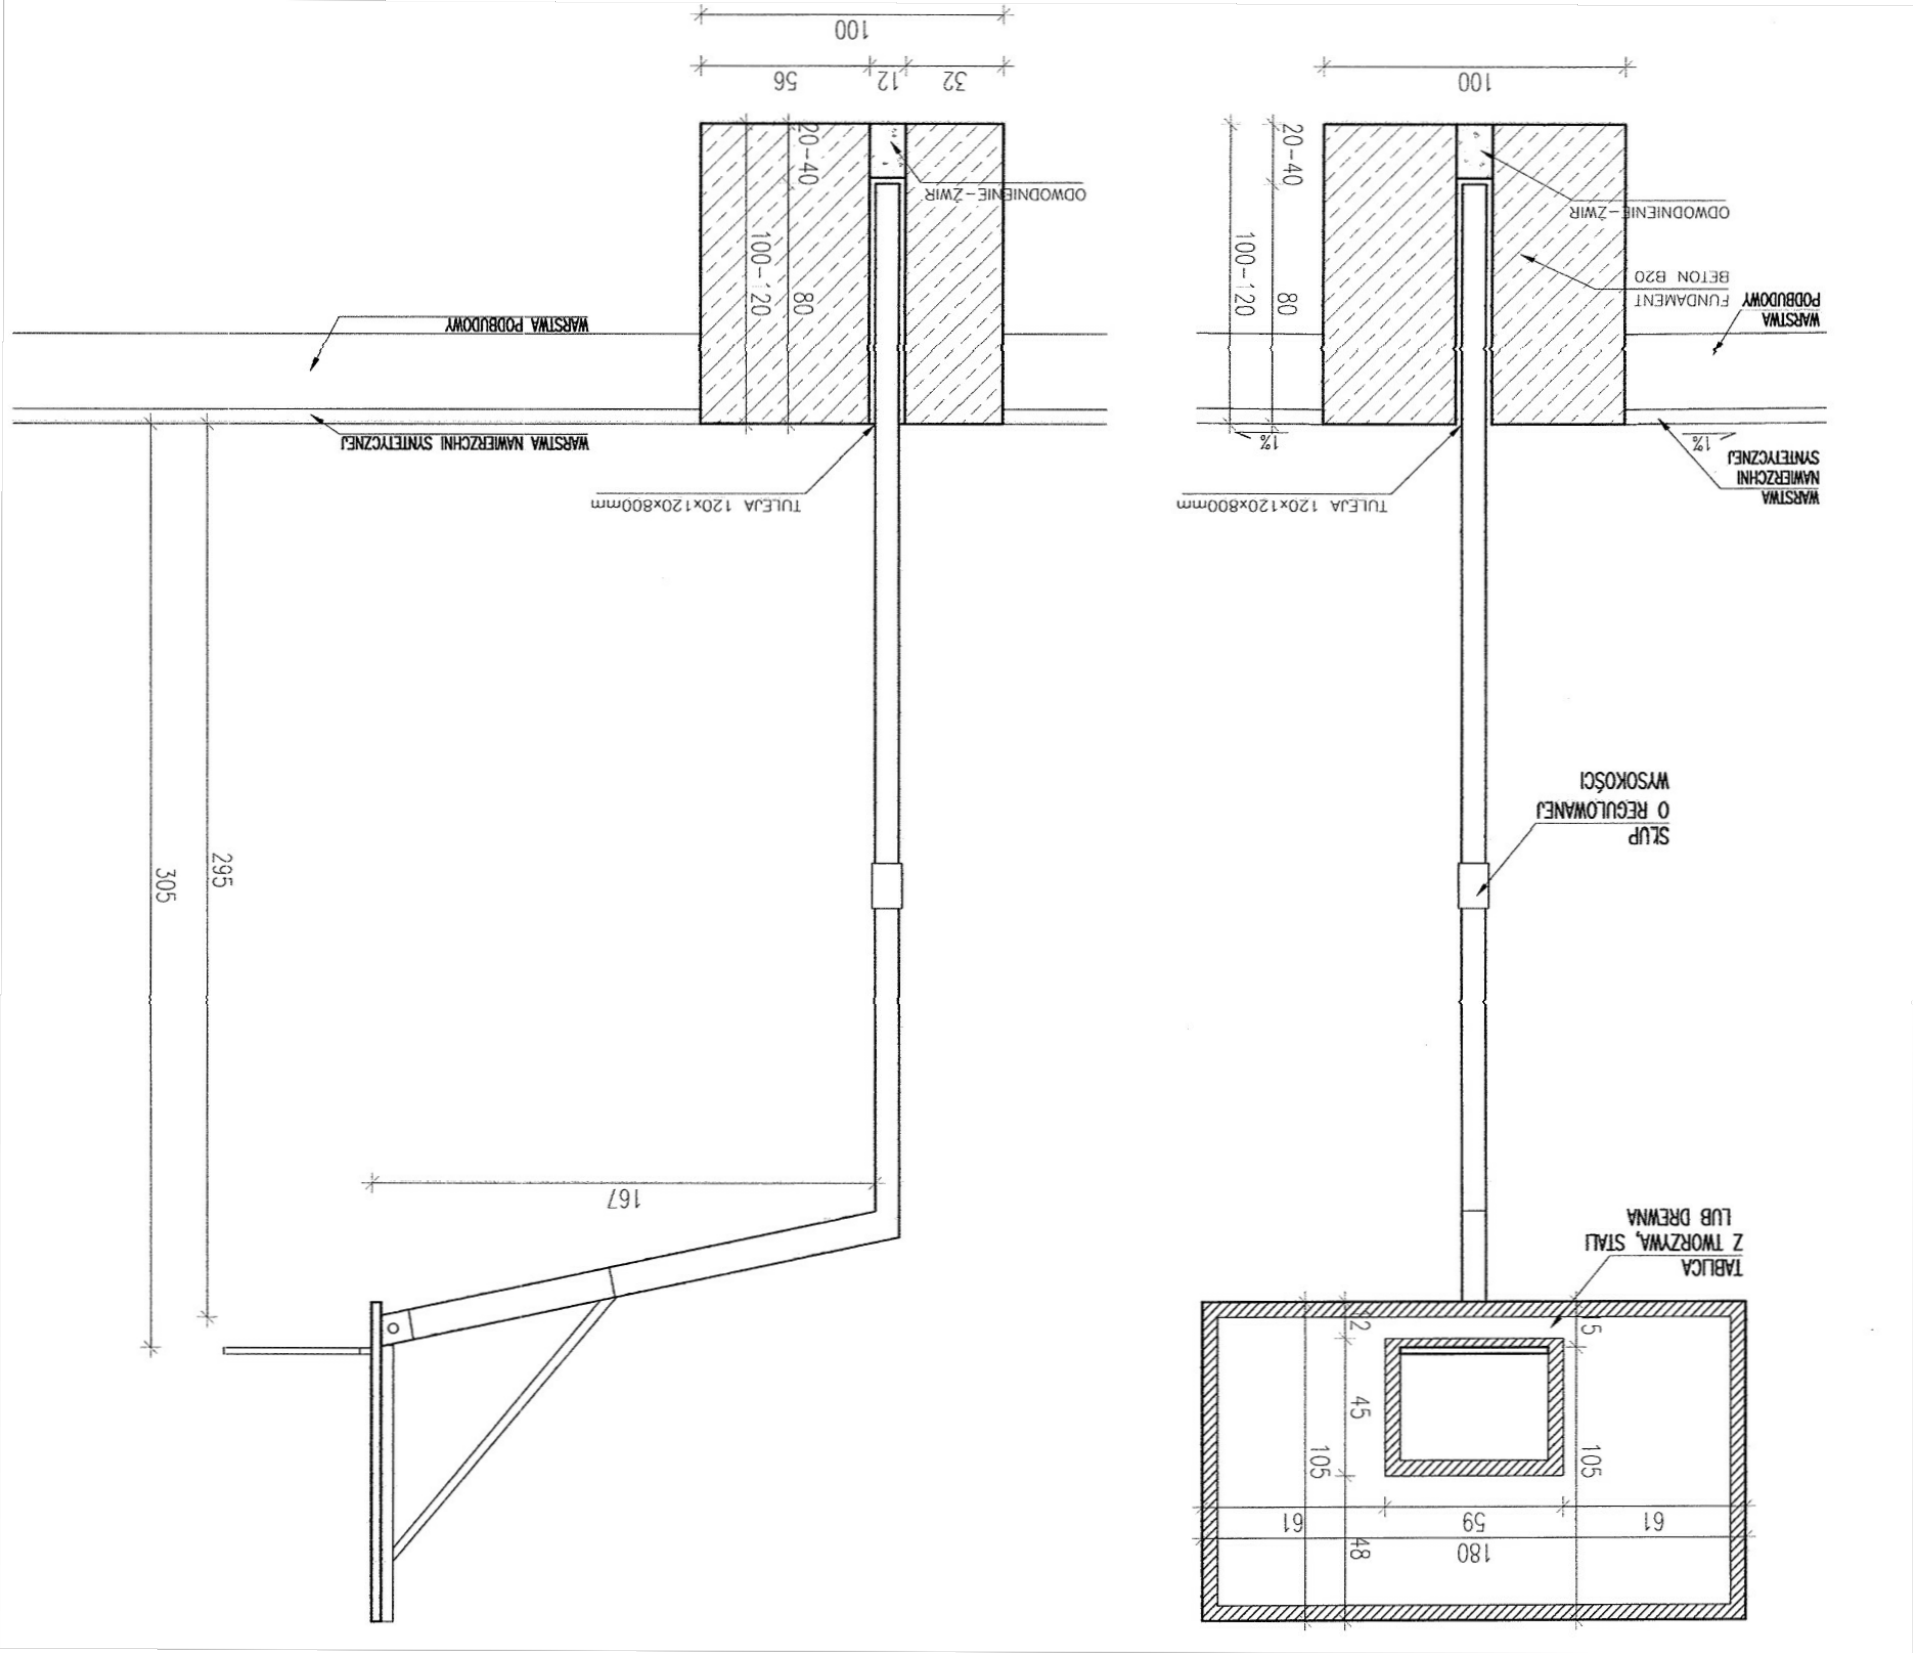 180
48
61
59
61
105
105
45
15
12
TABLICA
Z TWORZYWA, STALI
LUB DREWNA
SŁUP
O REGULOWANEJ
WYSOKOŚCI
TULEJA 120x120x800mm
WARSTWA
NAWIERZCHNI
SYNTETYCZNEJ
1%
1%
WARSTWA
PODBUDOWY
FUNDAMENT
BETON B20
ODWODNIENIE-ŻWIR
80
100-120
20-40
100
167
295
305
TULEJA 120x120x800mm
WARSTWA NAWIERZCHNI SYNTETYCZNEJ
WARSTWA PODBUDOWY
80
100-120
ODWODNIENIE-ŻWIR
20-40
32
12
56
100